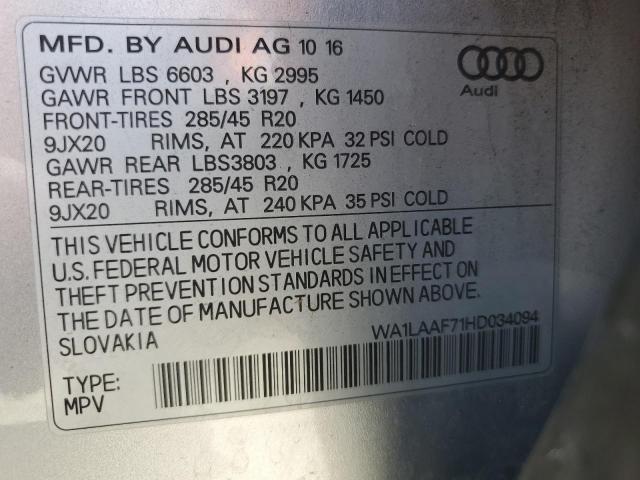 MFD. BY AUDI AG 10 16
GVWR LBS 6603 , KG 2995
GAWR FRONT LBS 3197 , KG 1450
FRONT-TIRES 285/45 R20
9JX20 RIMS, AT 220 KPA 32 PSI COLD
GAWR REAR LBS3803 , KG 1725
REAR-TIRES 285/45 R20
9JX20 RIMS, AT 240 KPA 35 PSI COLD
Audi
THIS VEHICLE CONFORMS TO ALL APPLICABLE
U.S. FEDERAL MOTOR VEHICLE SAFETY AND
THEFT PREVENTION STANDARDS IN EFFECT ON
THE DATE OF MANUFACTURE SHOWN ABOVE.
SLOVAKIA
WA1LAAF71HD034094
TYPE:
MPV